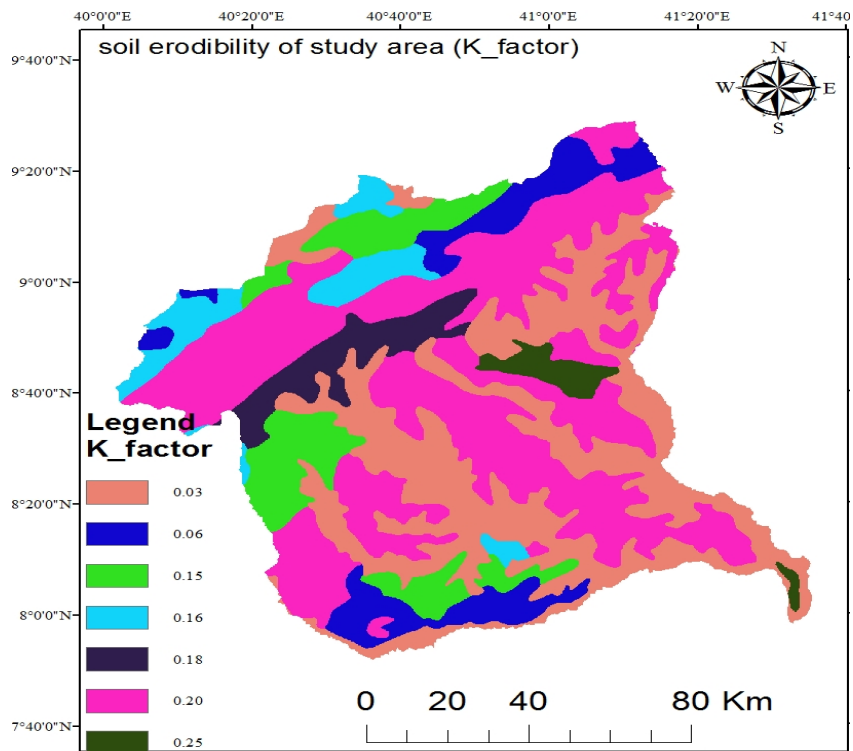 40°0'0"E 40°20'0"E 40°40'0"E 41°0'0"E 41°20'0"E 41°40
soil erodibility of study area (K_factor)
9°40'0"N
N
W E
S
9°20'0"N
9°0'0"N
8°40'0"N
Legend
K_factor
0.03
8°20'0"N
0.06
0.15
8°0'0"N
0.16
0.18
0.20
0 20 40 80 Km
7°40'0"N
0.25